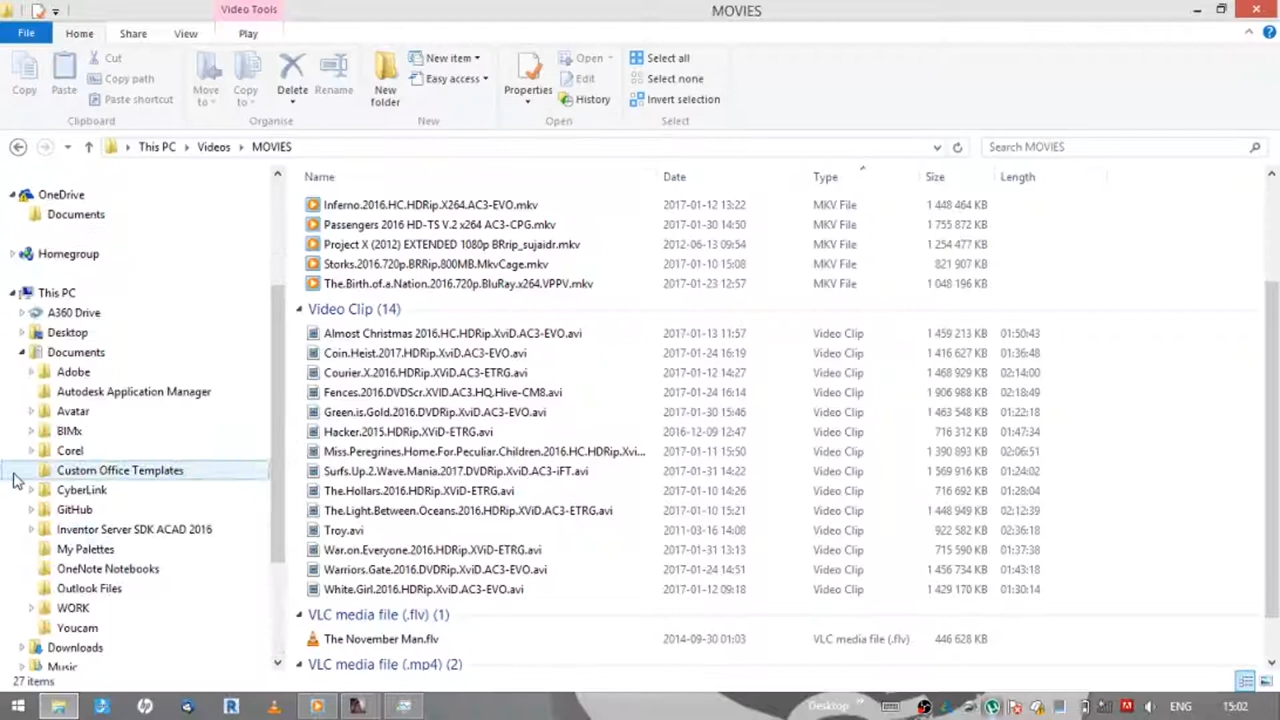 Video Tools
MOVIES
File Home Share View Play
Copy Paste Cut Copy path Paste shortcut
Move to Copy to Delete Rename New folder
New item Easy access
Properties Open Edit History
Select all Select none Invert selection
Clipboard Organise New Open Select
This PC Videos MOVIES Search MOVIES
Name Date Type Size Length
OneDrive
Documents
Homegroup
This PC
A360 Drive
Desktop
Documents
Adobe
Autodesk Application Manager
Avatar
BIMx
Corel
Custom Office Templates
CyberLink
GitHub
Inventor Server SDK ACAD 2016
My Palettes
OneNote Notebooks
Outlook Files
WORK
Youcam
Downloads
Music
Inferno.2016.HC.HDRip.X264.AC3-EVO.mkv 2017-01-12 13:22 MKV File 1 448 464 KB
Passengers 2016 HD-TS V.2 x264 AC3-CPG.mkv 2017-01-30 14:50 MKV File 1 755 872 KB
Project X (2012) EXTENDED 1080p BRrip_sujaidr.mkv 2012-06-13 09:54 MKV File 1 254 477 KB
Storks.2016.720p.BRRip.800MB.MkvCage.mkv 2017-01-10 15:08 MKV File 821 907 KB
The.Birth.of.a.Nation.2016.720p.BluRay.x264.VPPV.mkv 2017-01-23 12:57 MKV File 1 048 196 KB
Video Clip (14)
Almost Christmas 2016.HC.HDRip.XviD.AC3-EVO.avi 2017-01-13 11:57 Video Clip 1 459 213 KB 01:50:43
Coin.Heist.2017.HDRip.XviD.AC3-EVO.avi 2017-01-24 16:19 Video Clip 1 416 627 KB 01:36:48
Courier.X.2016.HDRip.XViD.AC3-ETRG.avi 2017-01-12 14:27 Video Clip 1 468 929 KB 02:14:00
Fences.2016.DVDScr.XVID.AC3.HQ.Hive-CM8.avi 2017-01-24 16:14 Video Clip 1 906 988 KB 02:18:49
Green.is.Gold.2016.DVDRip.XviD.AC3-EVO.avi 2017-01-30 15:46 Video Clip 1 463 548 KB 01:22:18
Hacker.2015.HDRip.XViD-ETRG.avi 2016-12-09 12:47 Video Clip 716 312 KB 01:47:34
Miss.Peregrines.Home.For.Peculiar.Children.2016.HC.HDRip.Xvi... 2017-01-11 15:50 Video Clip 1 390 893 KB 02:06:51
Surfs.Up.2.Wave.Mania.2017.DVDRip.XviD.AC3-iFT.avi 2017-01-31 14:22 Video Clip 1 569 916 KB 01:24:02
The.Hollars.2016.HDRip.XViD-ETRG.avi 2017-01-10 14:26 Video Clip 716 692 KB 01:28:04
The.Light.Between.Oceans.2016.HDRip.XViD.AC3-ETRG.avi 2017-01-10 15:21 Video Clip 1 448 949 KB 02:12:39
Troy.avi 2011-03-16 14:08 Video Clip 922 582 KB 02:36:18
War.on.Everyone.2016.HDRip.XViD-ETRG.avi 2017-01-31 13:13 Video Clip 715 590 KB 01:37:38
Warriors.Gate.2016.DVDRip.XviD.AC3-EVO.avi 2017-01-24 14:51 Video Clip 1 456 734 KB 01:43:18
White.Girl.2016.HDRip.XviD.AC3-EVO.avi 2017-01-12 09:18 Video Clip 1 429 170 KB 01:30:14
VLC media file (.flv) (1)
The November Man.flv 2014-09-30 01:03 VLC media file (.flv) 446 628 KB
VLC media file (.mp4) (2)
27 items
Desktop ENG 15:02